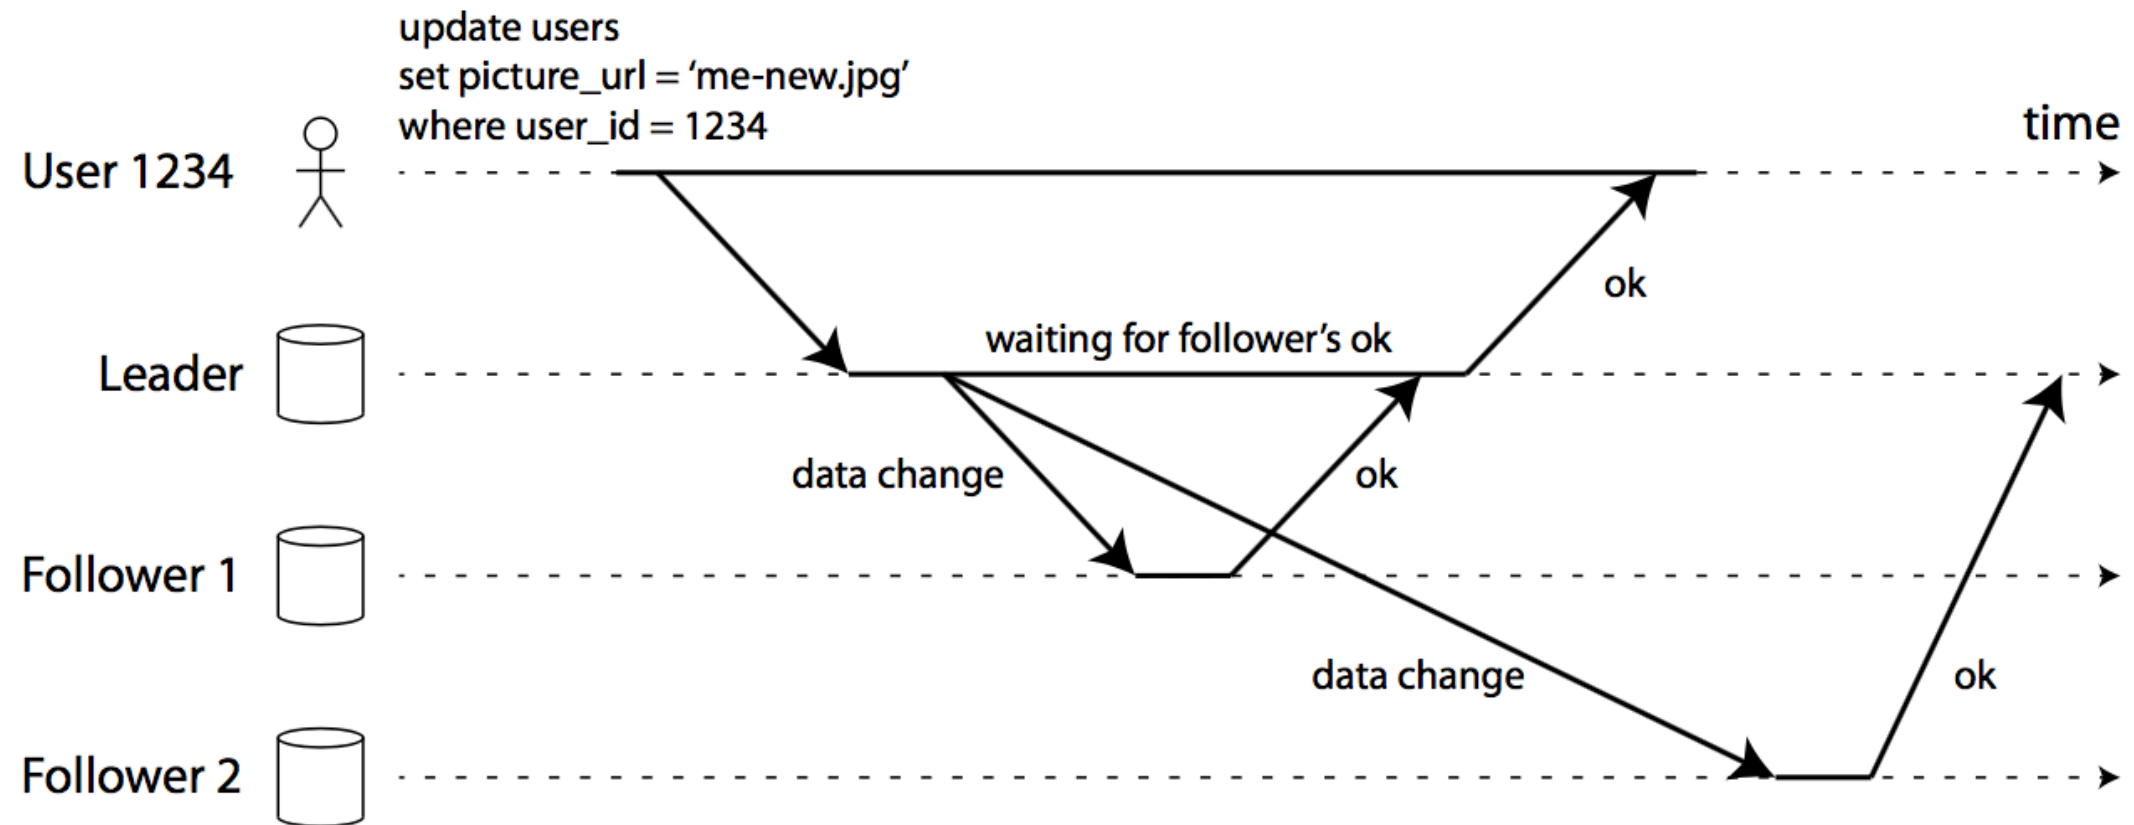 update users
set picture_url = ‘me-new.jpg’
where user_id = 1234
time
User 1234
ok
waiting for follower’s ok
Leader
data change
ok
Follower 1
data change
ok
Follower 2